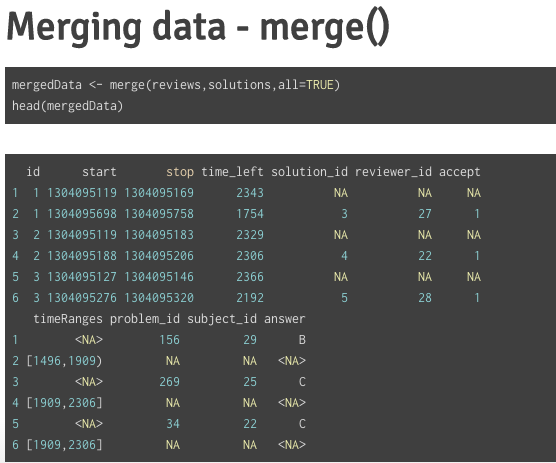 Merging data - merge()
mergedData <- merge(reviews,solutions,all=TRUE)
head(mergedData)
id start stop time_left solution_id reviewer_id accept
1 1 1304095119 1304095169 2343 NA NA NA
2 1 1304095698 1304095758 1754 3 27 1
3 2 1304095119 1304095183 2329 NA NA NA
4 2 1304095188 1304095206 2306 4 22 1
5 3 1304095127 1304095146 2366 NA NA NA
6 3 1304095276 1304095320 2192 5 28 1
timeRanges problem_id subject_id answer
1 <NA> 156 29 B
2 [1496,1909) NA NA <NA>
3 <NA> 269 25 C
4 [1909,2306] NA NA <NA>
5 <NA> 34 22 C
6 [1909,2306] NA NA <NA>